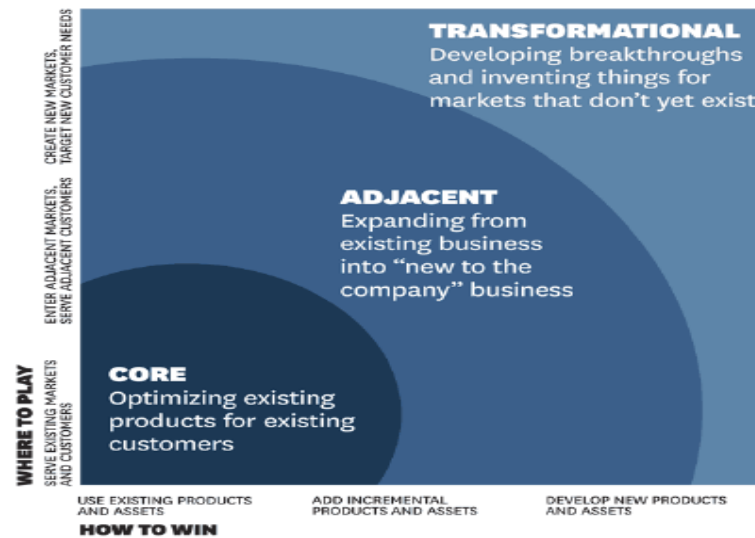 TRANSFORMATIONAL
Developing breakthroughs
and inventing things for
markets that don't yet exist
ADJACENT
Expanding from
existing business
into “new to the
company” business
CORE
Optimizing existing
products for existing
customers
WHERE TO PLAY
CREATE NEW MARKETS,
TARGET NEW CUSTOMER NEEDS
ENTER ADJACENT MARKETS,
SERVE ADJACENT CUSTOMERS
SERVE EXISTING MARKETS
AND CUSTOMERS
USE EXISTING PRODUCTS
AND ASSETS
ADD INCREMENTAL
PRODUCTS AND ASSETS
DEVELOP NEW PRODUCTS
AND ASSETS
HOW TO WIN